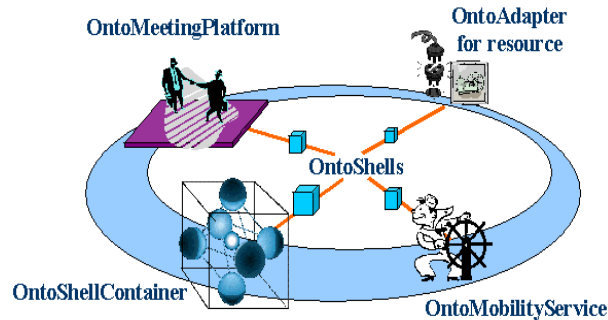 OntoMeetingPlatform
OntoAdapter
for resource
OntoShells
OntoShellContainer
OntoMobilityService